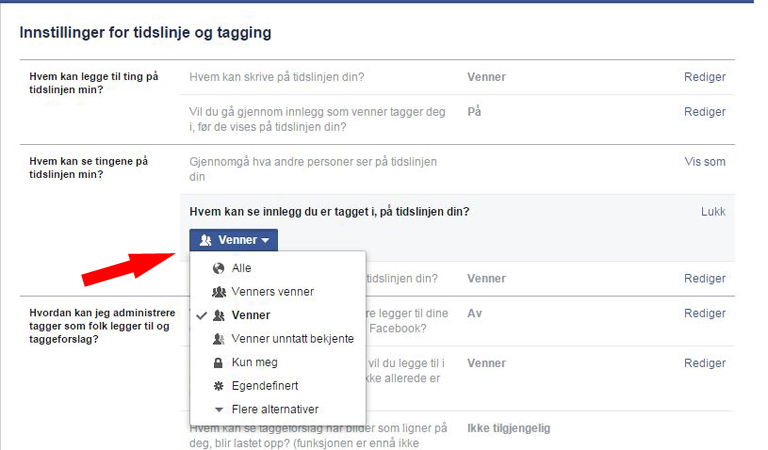 Innstillinger for tidslinje og tagging
Hvem kan legge til ting på
tidslinjen min?
Hvem kan skrive på tidslinjen din?
Venner
Rediger
Vil du gå gjennom innlegg som venner tagger deg
i, før de vises på tidslinjen din?
På
Rediger
Hvem kan se tingene på
tidslinjen min?
Gjennomgå hva andre personer ser på tidslinjen
din
Vis som
Hvem kan se innlegg du er tagget i, på tidslinjen din?
Lukk
Venner
Alle
Venners venner
Venner
Venner unntatt bekjente
Kun meg
Egendefinert
Flere alternativer
tidslinjen din?
Venner
Rediger
Hvordan kan jeg administrere
tagger som folk legger til og
taggeforslag?
re legger til dine
Facebook?
Av
Rediger
vil du legge til i
kke allerede er
Venner
Rediger
Hvem kan se taggeforslag når bilder som ligner på
deg, blir lastet opp? (funksjonen er ennå ikke
Ikke tilgjengelig